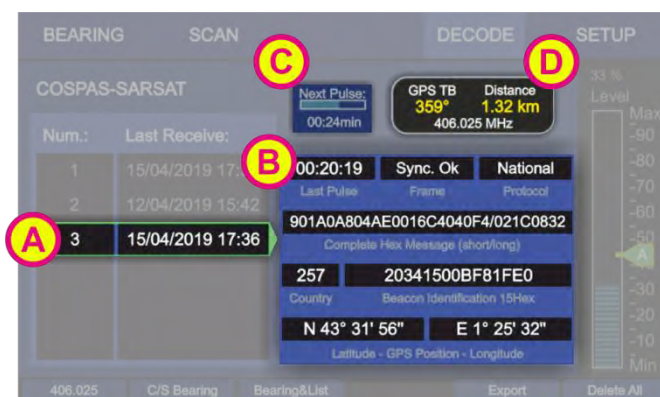 BEARING SCAN DECODE SETUP
C
D
COSPAS-SARSAT
Next Pulse:
00:24min
GPS TB Distance
359° 1.32 km
406.025 MHz
33 %
Level
Max
Num.: Last Receive:
B
1 15/04/2019 17:
2 12/04/2019 15:42
A
3 15/04/2019 17:36
00:20:19 Sync. Ok National
Last Pulse Frame Protocol
901A0A804AE0016C4040F4/021C0832
Complete Hex Message (short/long)
257 20341500BF81FE0
Country Beacon Identification 15Hex
N 43° 31' 56" E 1° 25' 32"
Latitude - GPS Position - Longitude
-90
-80
-70
-60
-50
A
-30
-20
-10
Min
406.025 C/S Bearing Bearing&List Export Delete All